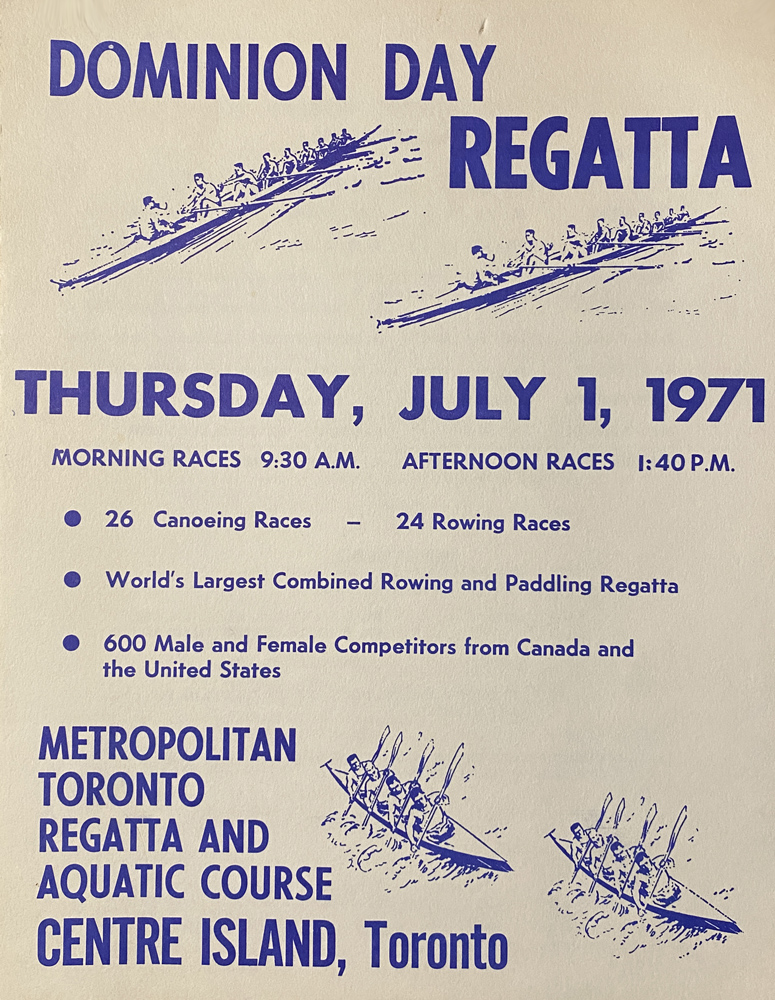 DOMINION DAY
REGATTA
THURSDAY, JULY 1, 1971
MORNING RACES 9:30 A.M. AFTERNOON RACES 1:40 P.M.
● 26 Canoeing Races – 24 Rowing Races
● World's Largest Combined Rowing and Paddling Regatta
● 600 Male and Female Competitors from Canada and
the United States
METROPOLITAN
TORONTO
REGATTA AND
AQUATIC COURSE
CENTRE ISLAND, Toronto